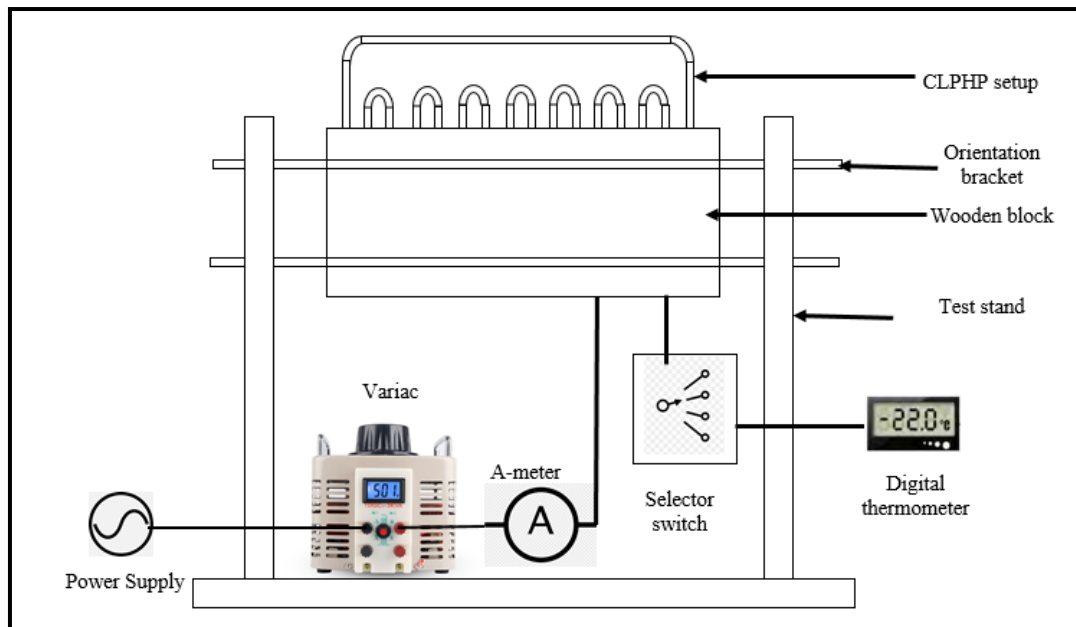 CLPHP setup
Orientation
bracket
Wooden block
Test stand
Variac
501
A-meter
A
-22.0 °C
Selector
switch
Digital
thermometer
Power Supply